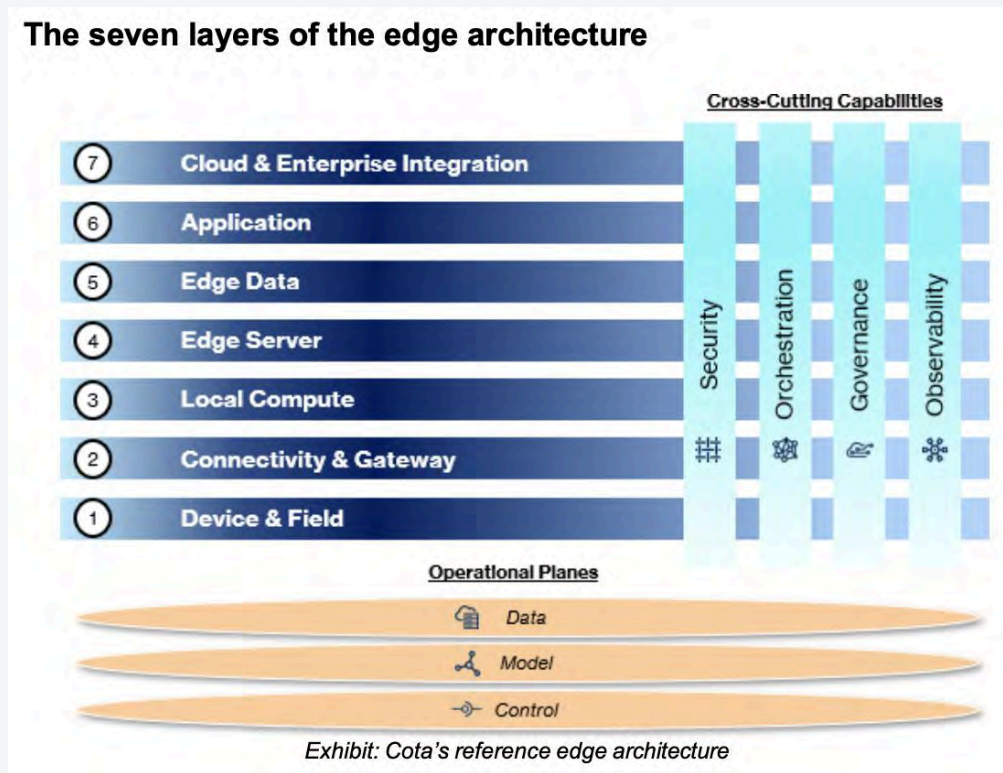 The seven layers of the edge architecture
Cross-Cutting Capabilities
7 Cloud & Enterprise Integration
6 Application
5 Edge Data
4 Edge Server
3 Local Compute
2 Connectivity & Gateway
1 Device & Field
Security
Orchestration
Governance
Observability
Operational Planes
Data
Model
Control
Exhibit: Cota’s reference edge architecture